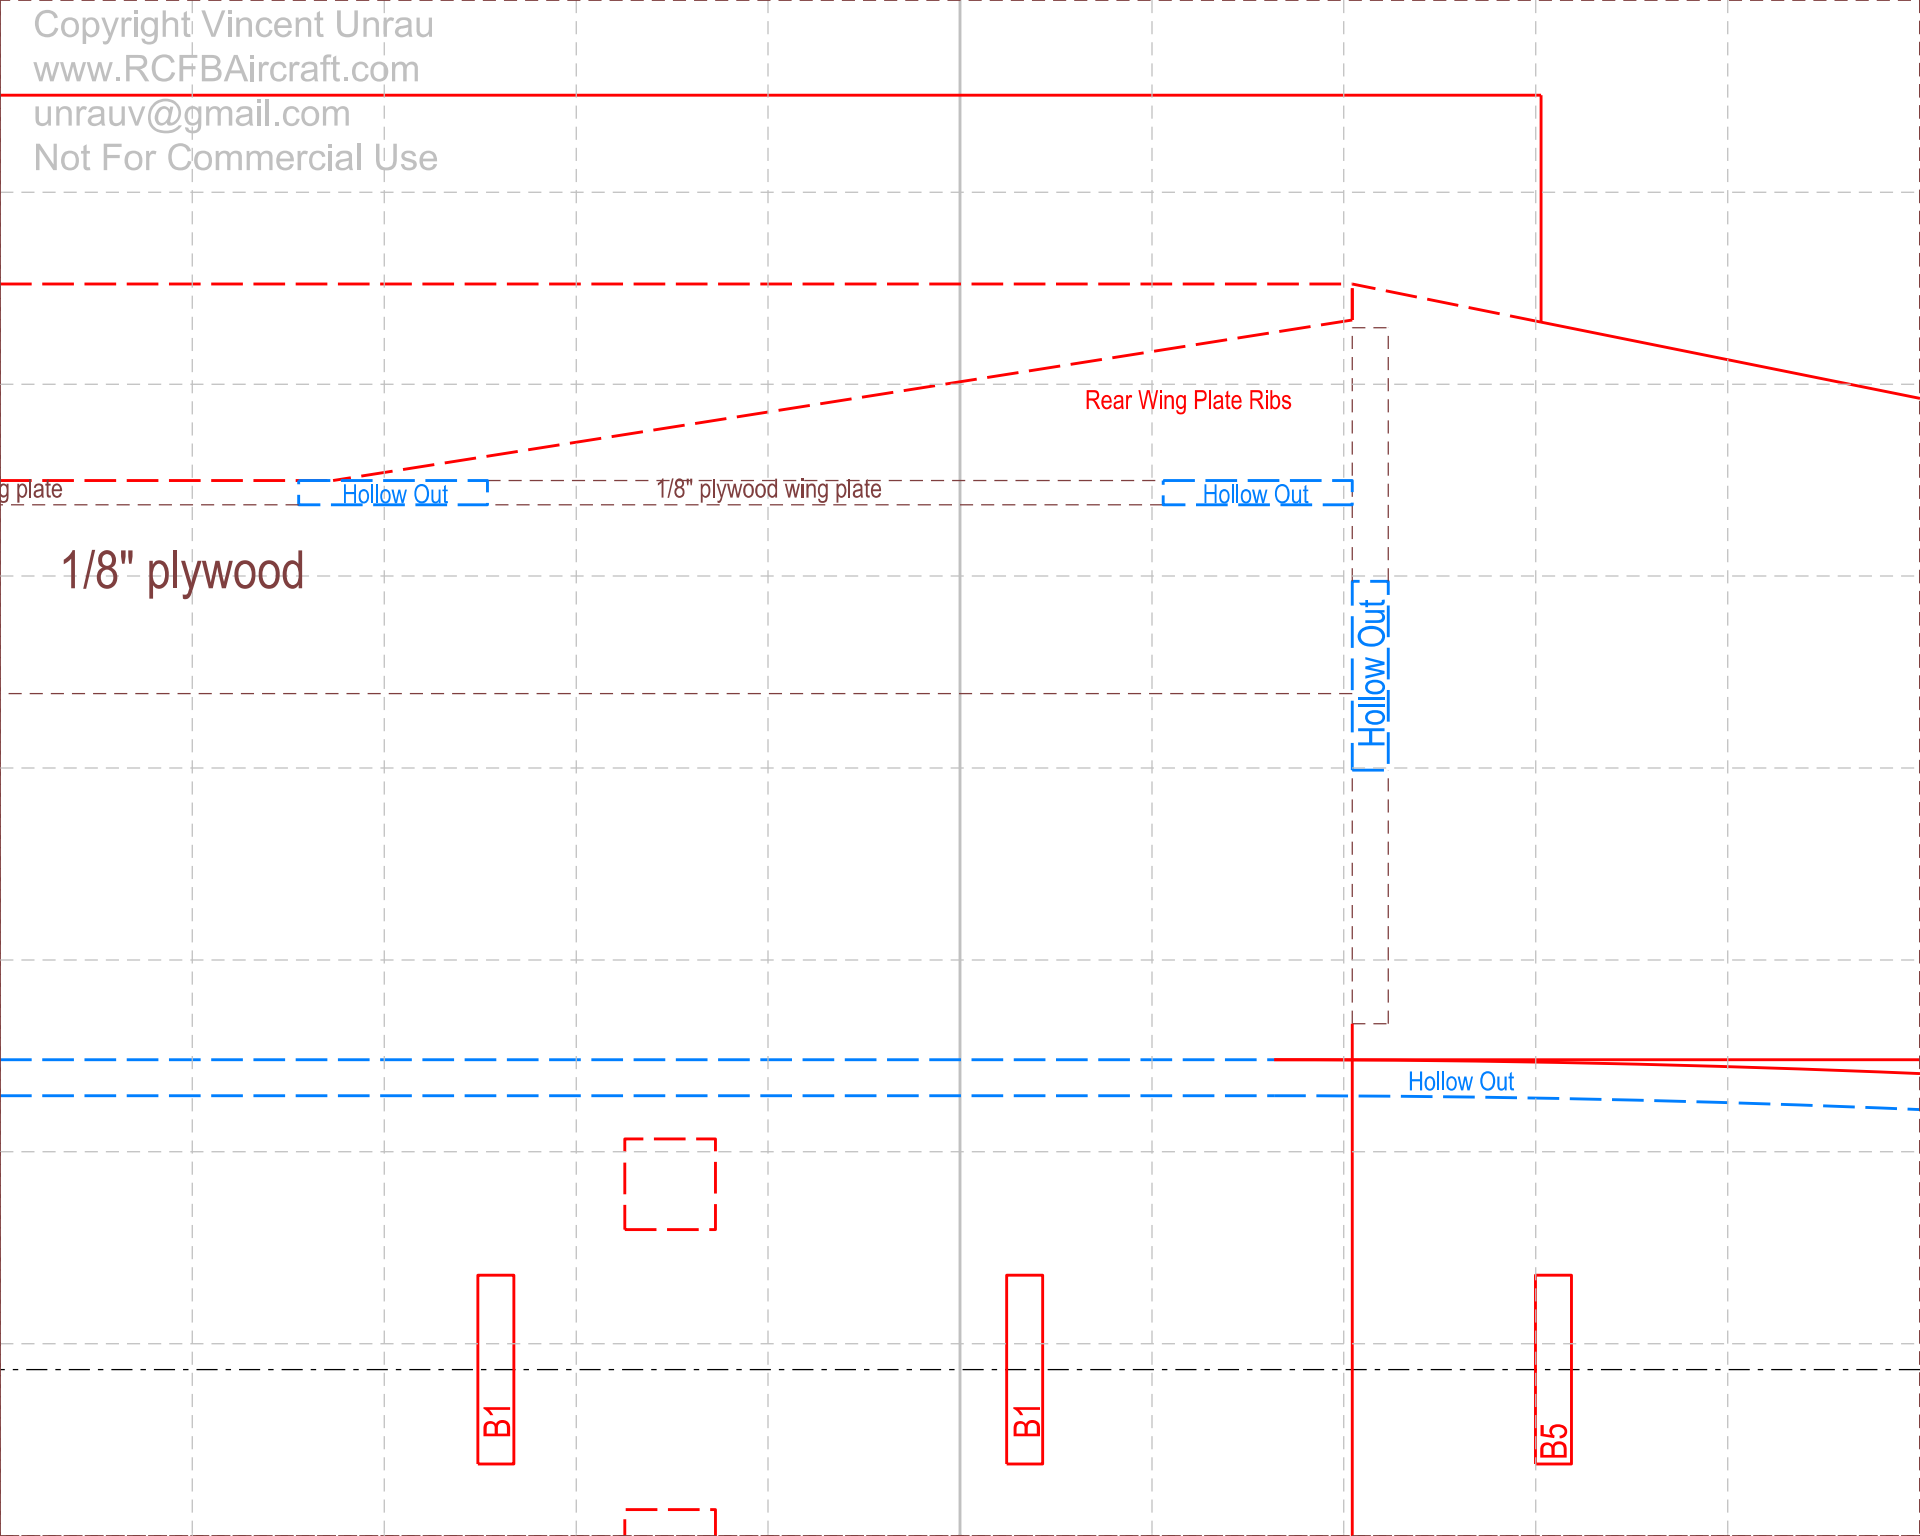 Copyright Vincent Unrau
www.RCFBAircraft.com
unrauv@gmail.com
Not For Commercial Use
Rear Wing Plate Ribs
g plate
Hollow Out
1/8" plywood wing plate
Hollow Out
1/8" plywood
Hollow Out
Hollow Out
B1
B1
B5